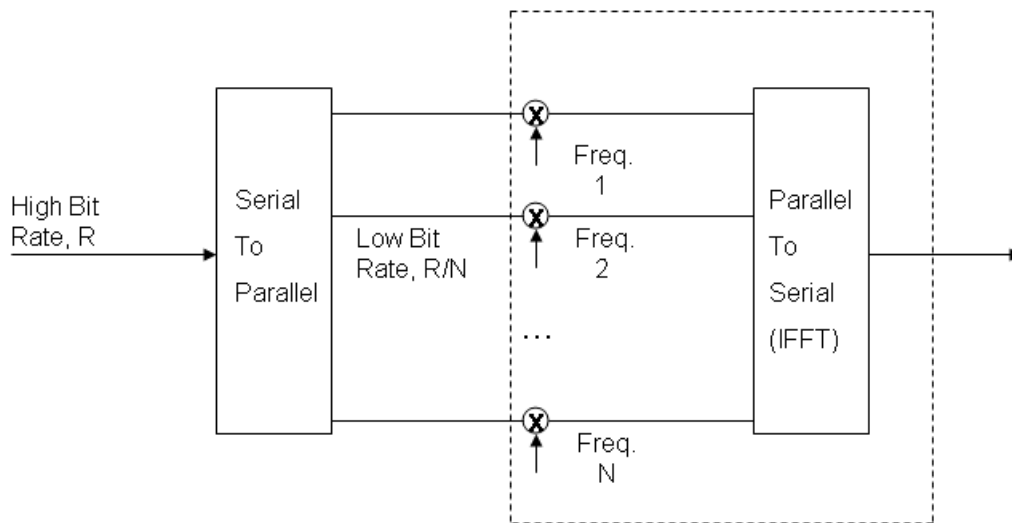 High Bit
Rate, R
Serial
To
Parallel
Low Bit
Rate, R/N
X
Freq.
1
X
Freq.
2
...
X
Freq.
N
Parallel
To
Serial
(IFFT)